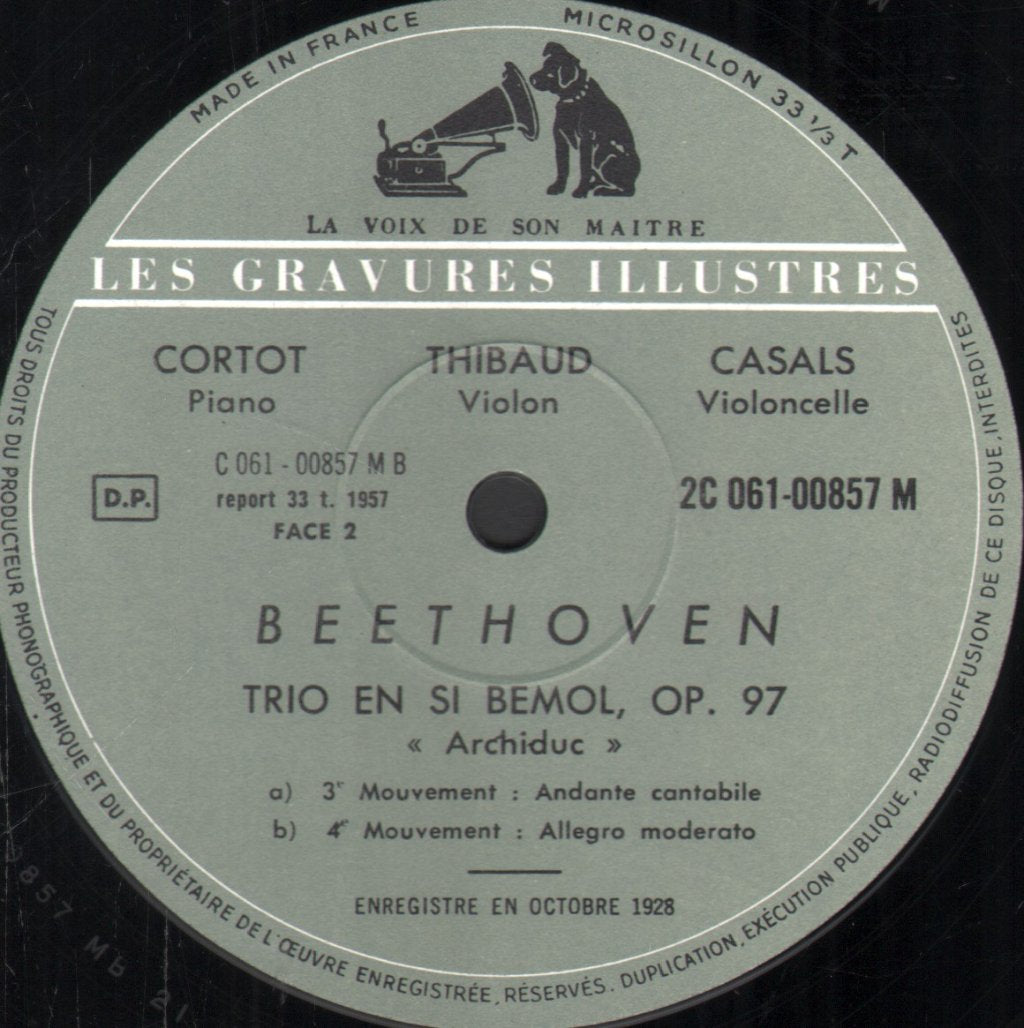 MADE IN FRANCE
MICROSILLON 33 1/3 T
LA VOIX DE SON MAITRE
LES GRAVURES ILLUSTRES
CORTOT THIBAUD CASALS
Piano Violon Violoncelle
C 061 - 00857 M B
D.P. report 33 t. 1957 2C 061-00857 M
FACE 2
BEETHOVEN
TRIO EN SI BEMOL, OP. 97
« Archiduc »
a) 3e Mouvement : Andante cantabile
b) 4e Mouvement : Allegro moderato
ENREGISTRE EN OCTOBRE 1928
TOUS DROITS DU PRODUCTEUR PHONOGRAPHIQUE ET DU PROPRIÉTAIRE DE L'ŒUVRE ENREGISTRÉE, RÉSERVÉS. DUPLICATION, EXÉCUTION PUBLIQUE, RADIODIFFUSION DE CE DISQUE, INTERDITES
857 MB 21